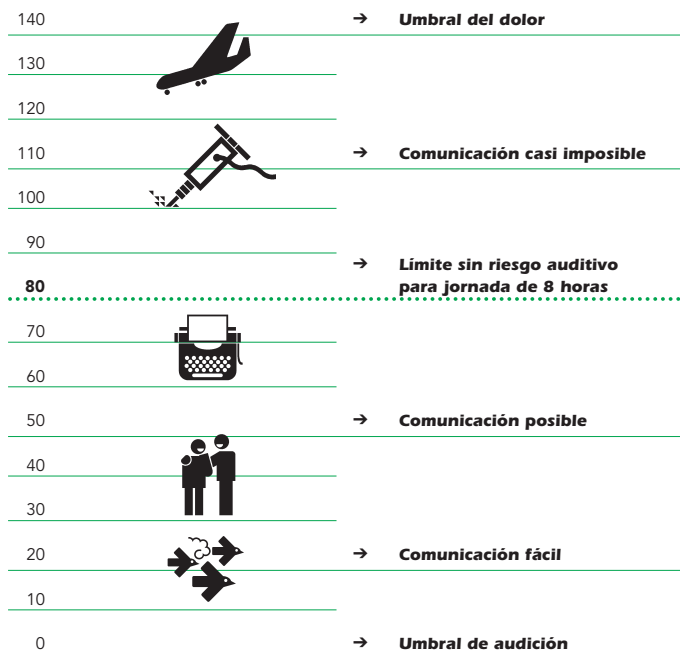 140 ➔ Umbral del dolor
130
120
110 ➔ Comunicación casi imposible
100
90
➔ Límite sin riesgo auditivo
80 para jornada de 8 horas
70
60
50 ➔ Comunicación posible
40
30
20 ➔ Comunicación fácil
10
0 ➔ Umbral de audición